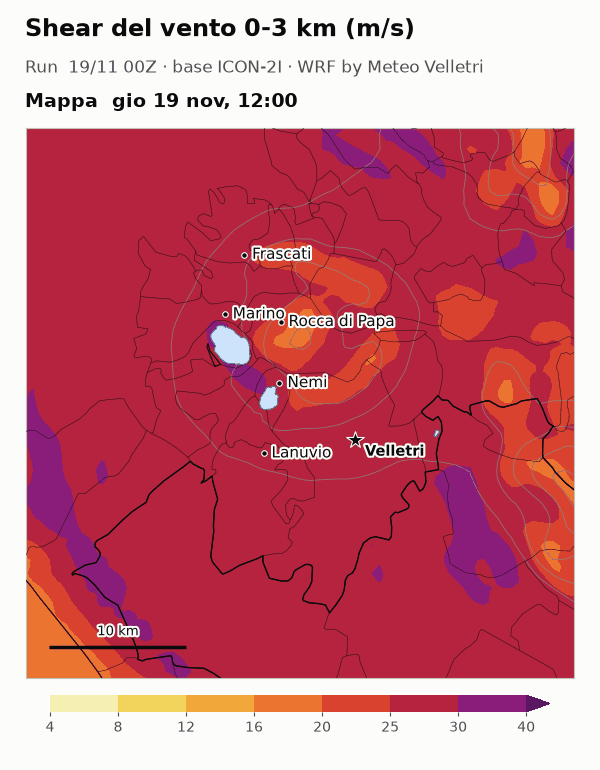 Shear del vento 0-3 km (m/s)
Run  19/11 00Z · base ICON-2I · WRF by Meteo Velletri
Mappa  gio 19 nov, 12:00
Frascati
Marino
Rocca di Papa
Nemi
Velletri
Lanuvio
10 km
4 8 12 16 20 25 30 40